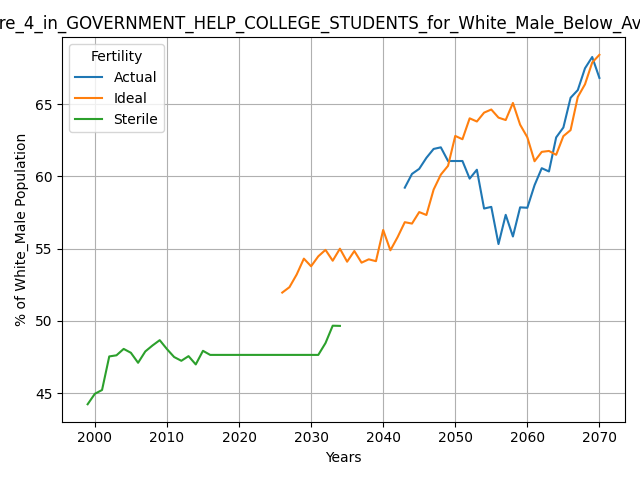 re_4_in_GOVERNMENT_HELP_COLLEGE_STUDENTS_for_White_Male_Below_Av
Fertility
Actual
Ideal
Sterile
% of White_Male Population
65
60
55
50
45
2000 2010 2020 2030 2040 2050 2060 2070
Years